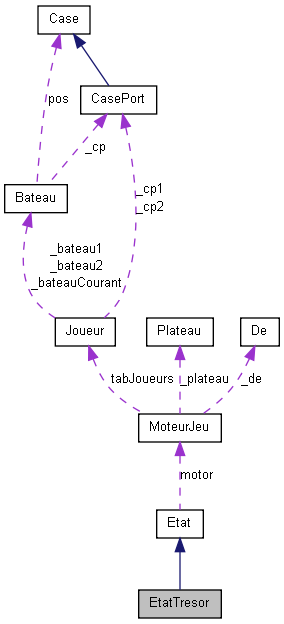 Case
pos
CasePort
_cp
_cp1
_cp2
Bateau
_bateau1
_bateau2
_bateauCourant
Joueur
Plateau
De
tabJoueurs
_plateau
_de
MoteurJeu
motor
Etat
EtatTresor